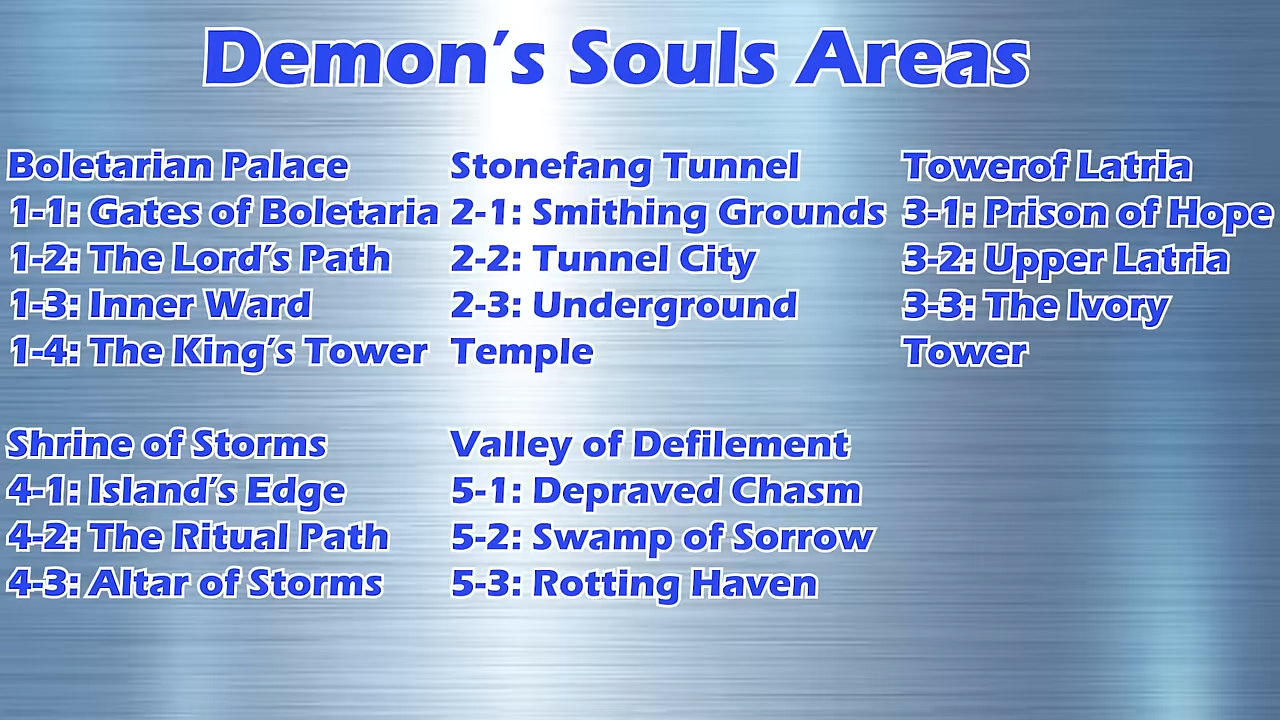 Demon's Souls Areas
Boletarian Palace
1-1: Gates of Boletaria
1-2: The Lord's Path
1-3: Inner Ward
1-4: The King's Tower
Stonefang Tunnel
2-1: Smithing Grounds
2-2: Tunnel City
2-3: Underground
Temple
Towerof Latria
3-1: Prison of Hope
3-2: Upper Latria
3-3: The Ivory
Tower
Shrine of Storms
4-1: Island's Edge
4-2: The Ritual Path
4-3: Altar of Storms
Valley of Defilement
5-1: Depraved Chasm
5-2: Swamp of Sorrow
5-3: Rotting Haven